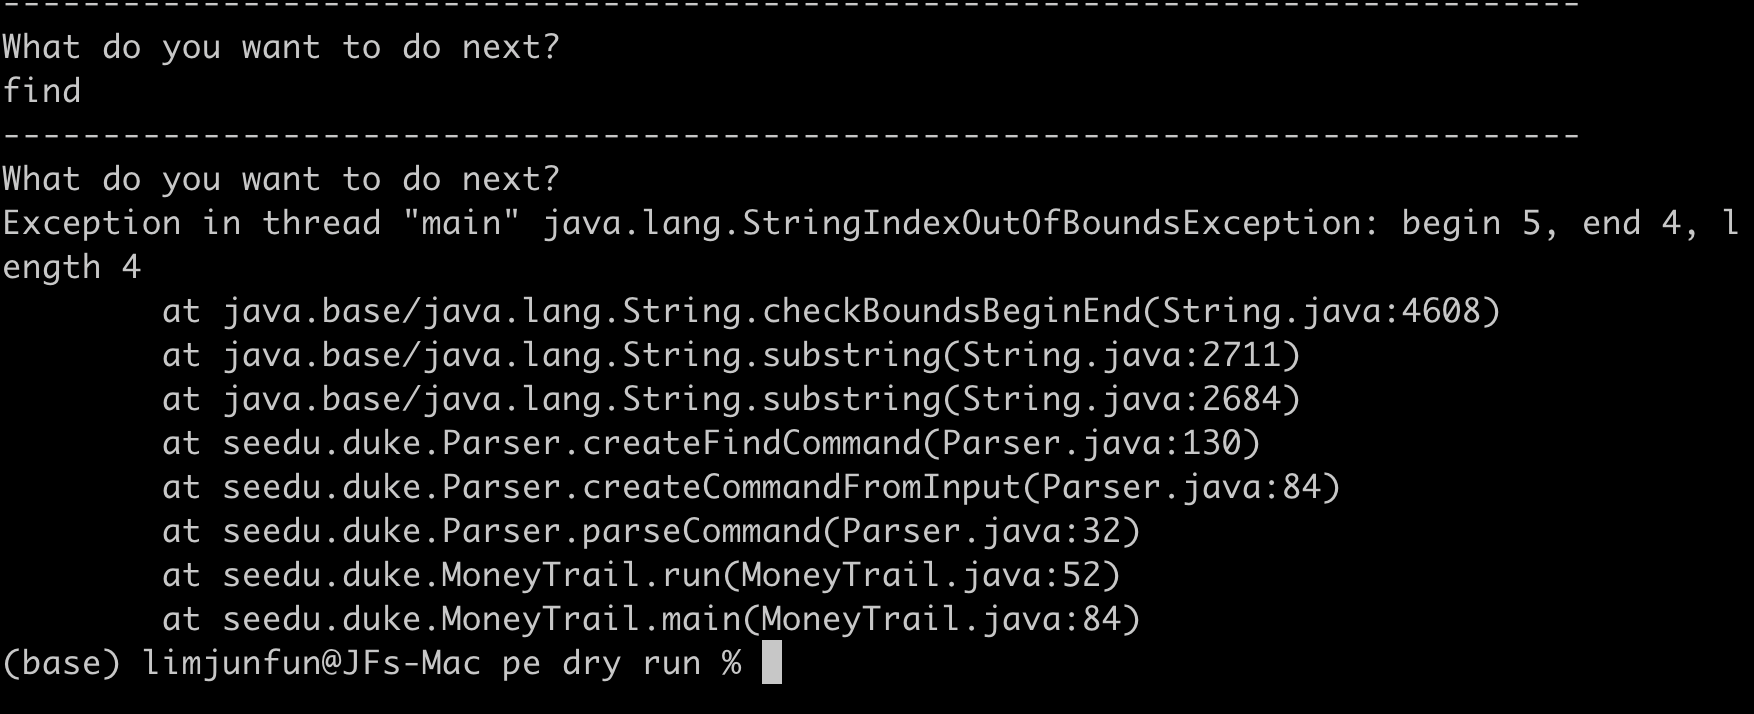 -------------------------------------------------------------------------------
What do you want to do next?
find
-------------------------------------------------------------------------------
What do you want to do next?
Exception in thread "main" java.lang.StringIndexOutOfBoundsException: begin 5, end 4, l
ength 4
        at java.base/java.lang.String.checkBoundsBeginEnd(String.java:4608)
        at java.base/java.lang.String.substring(String.java:2711)
        at java.base/java.lang.String.substring(String.java:2684)
        at seedu.duke.Parser.createFindCommand(Parser.java:130)
        at seedu.duke.Parser.createCommandFromInput(Parser.java:84)
        at seedu.duke.Parser.parseCommand(Parser.java:32)
        at seedu.duke.MoneyTrail.run(MoneyTrail.java:52)
        at seedu.duke.MoneyTrail.main(MoneyTrail.java:84)
(base) limjunfun@JFs-Mac pe dry run %